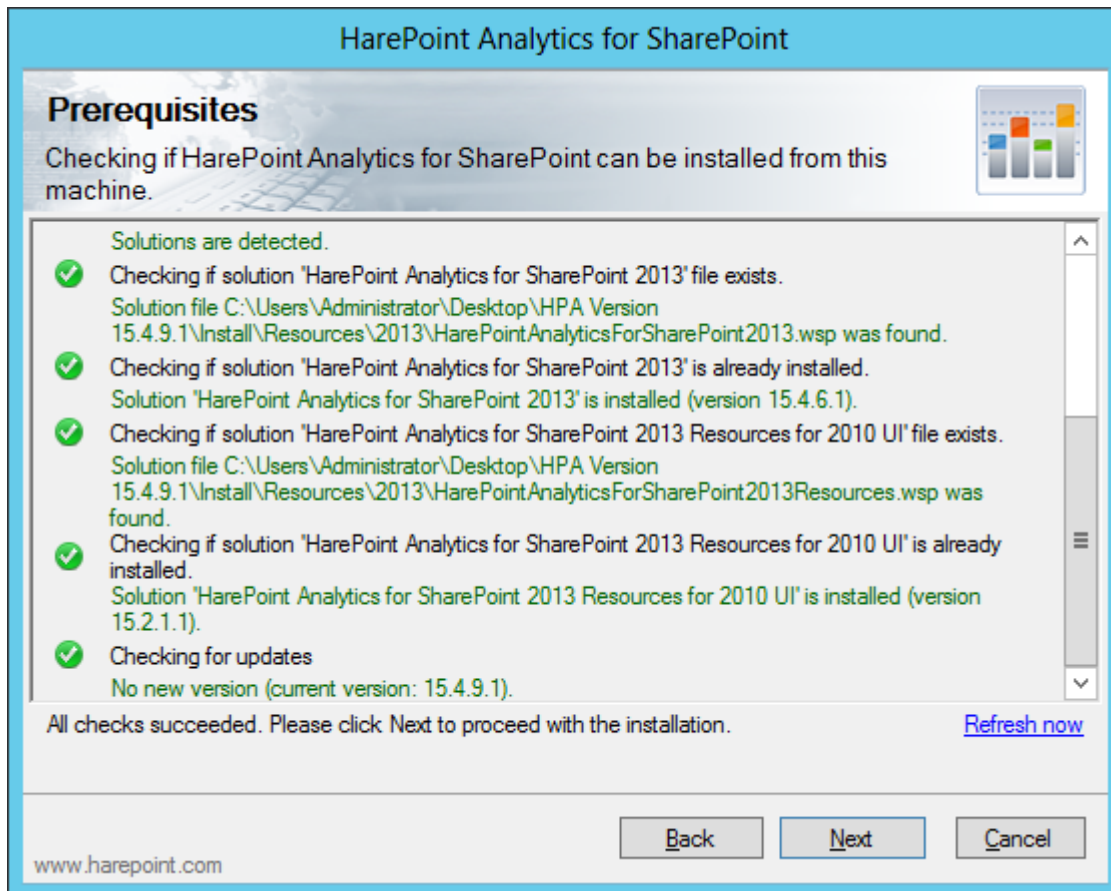 HarePoint Analytics for SharePoint
Prerequisites
Checking if HarePoint Analytics for SharePoint can be installed from this
machine.
Solutions are detected.
Checking if solution 'HarePoint Analytics for SharePoint 2013' file exists.
Solution file C:\Users\Administrator\Desktop\HPA Version
15.4.9.1\Install\Resources\2013\HarePointAnalyticsForSharePoint2013.wsp was found.
Checking if solution 'HarePoint Analytics for SharePoint 2013' is already installed.
Solution 'HarePoint Analytics for SharePoint 2013' is installed (version 15.4.6.1).
Checking if solution 'HarePoint Analytics for SharePoint 2013 Resources for 2010 UI' file exists.
Solution file C:\Users\Administrator\Desktop\HPA Version
15.4.9.1\Install\Resources\2013\HarePointAnalyticsForSharePoint2013Resources.wsp was
found.
Checking if solution 'HarePoint Analytics for SharePoint 2013 Resources for 2010 UI' is already
installed.
Solution 'HarePoint Analytics for SharePoint 2013 Resources for 2010 UI' is installed (version
15.2.1.1).
Checking for updates
No new version (current version: 15.4.9.1).
All checks succeeded. Please click Next to proceed with the installation.
Refresh now
Back
Next
Cancel
www.harepoint.com